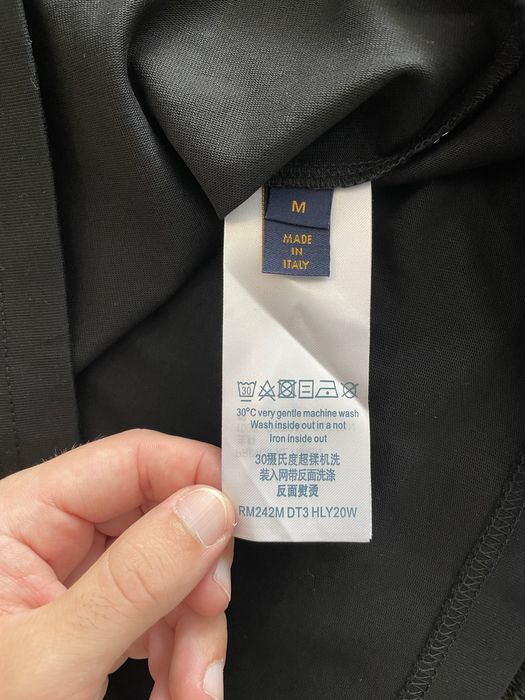 M
MADE
IN
ITALY
30
30°C very gentle machine wash
Wash inside out in a not
Iron inside out
30摄氏度超揉机洗
装入网带反面洗涤
反面熨烫
RM242M DT3 HLY20W